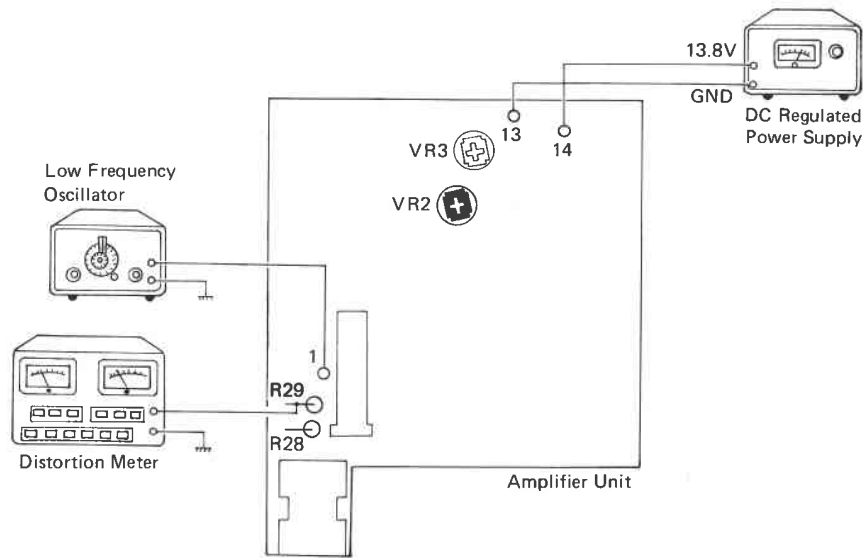 13.8V
GND
DC Regulated
Power Supply
13
14
VR3
VR2
Low Frequency
Oscillator
1
R29
R28
Distortion Meter
Amplifier Unit